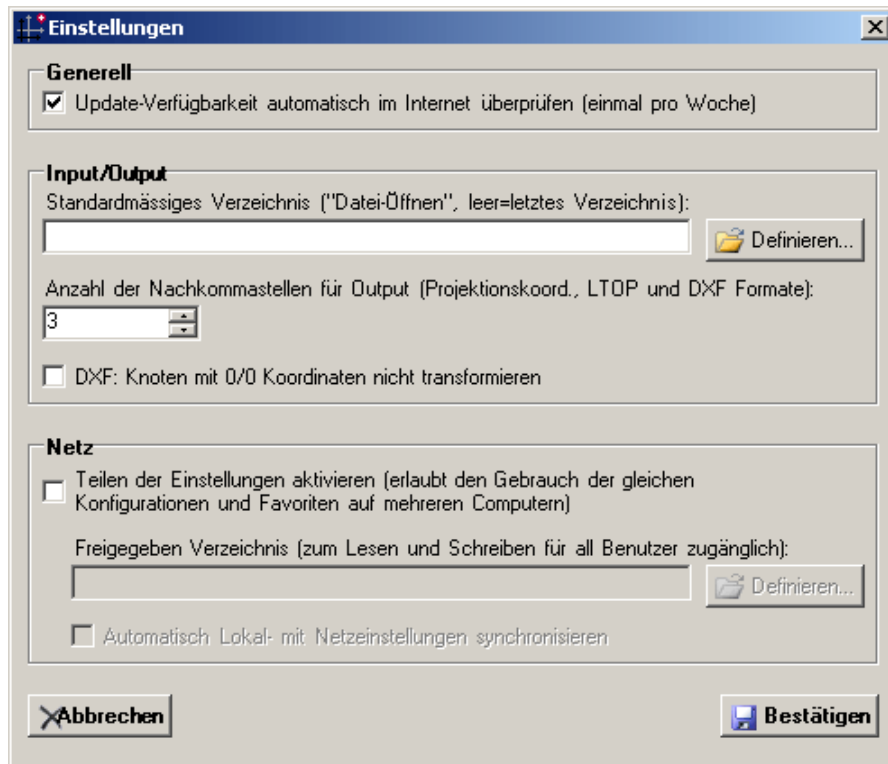 Einstellungen
Generell
Update-Verfügbarkeit automatisch im Internet überprüfen (einmal pro Woche)
Input/Output
Standardmässiges Verzeichnis ("Datei-Öffnen", leer=letztes Verzeichnis):
Definieren...
Anzahl der Nachkommastellen für Output (Projektionskoord., LTOP und DXF Formate):
3
DXF: Knoten mit 0/0 Koordinaten nicht transformieren
Netz
Teilen der Einstellungen aktivieren (erlaubt den Gebrauch der gleichen
Konfigurationen und Favoriten auf mehreren Computern)
Freigegeben Verzeichnis (zum Lesen und Schreiben für all Benutzer zugänglich):
Definieren...
Automatisch Lokal- mit Netzeinstellungen synchronisieren
Abbrechen
Bestätigen